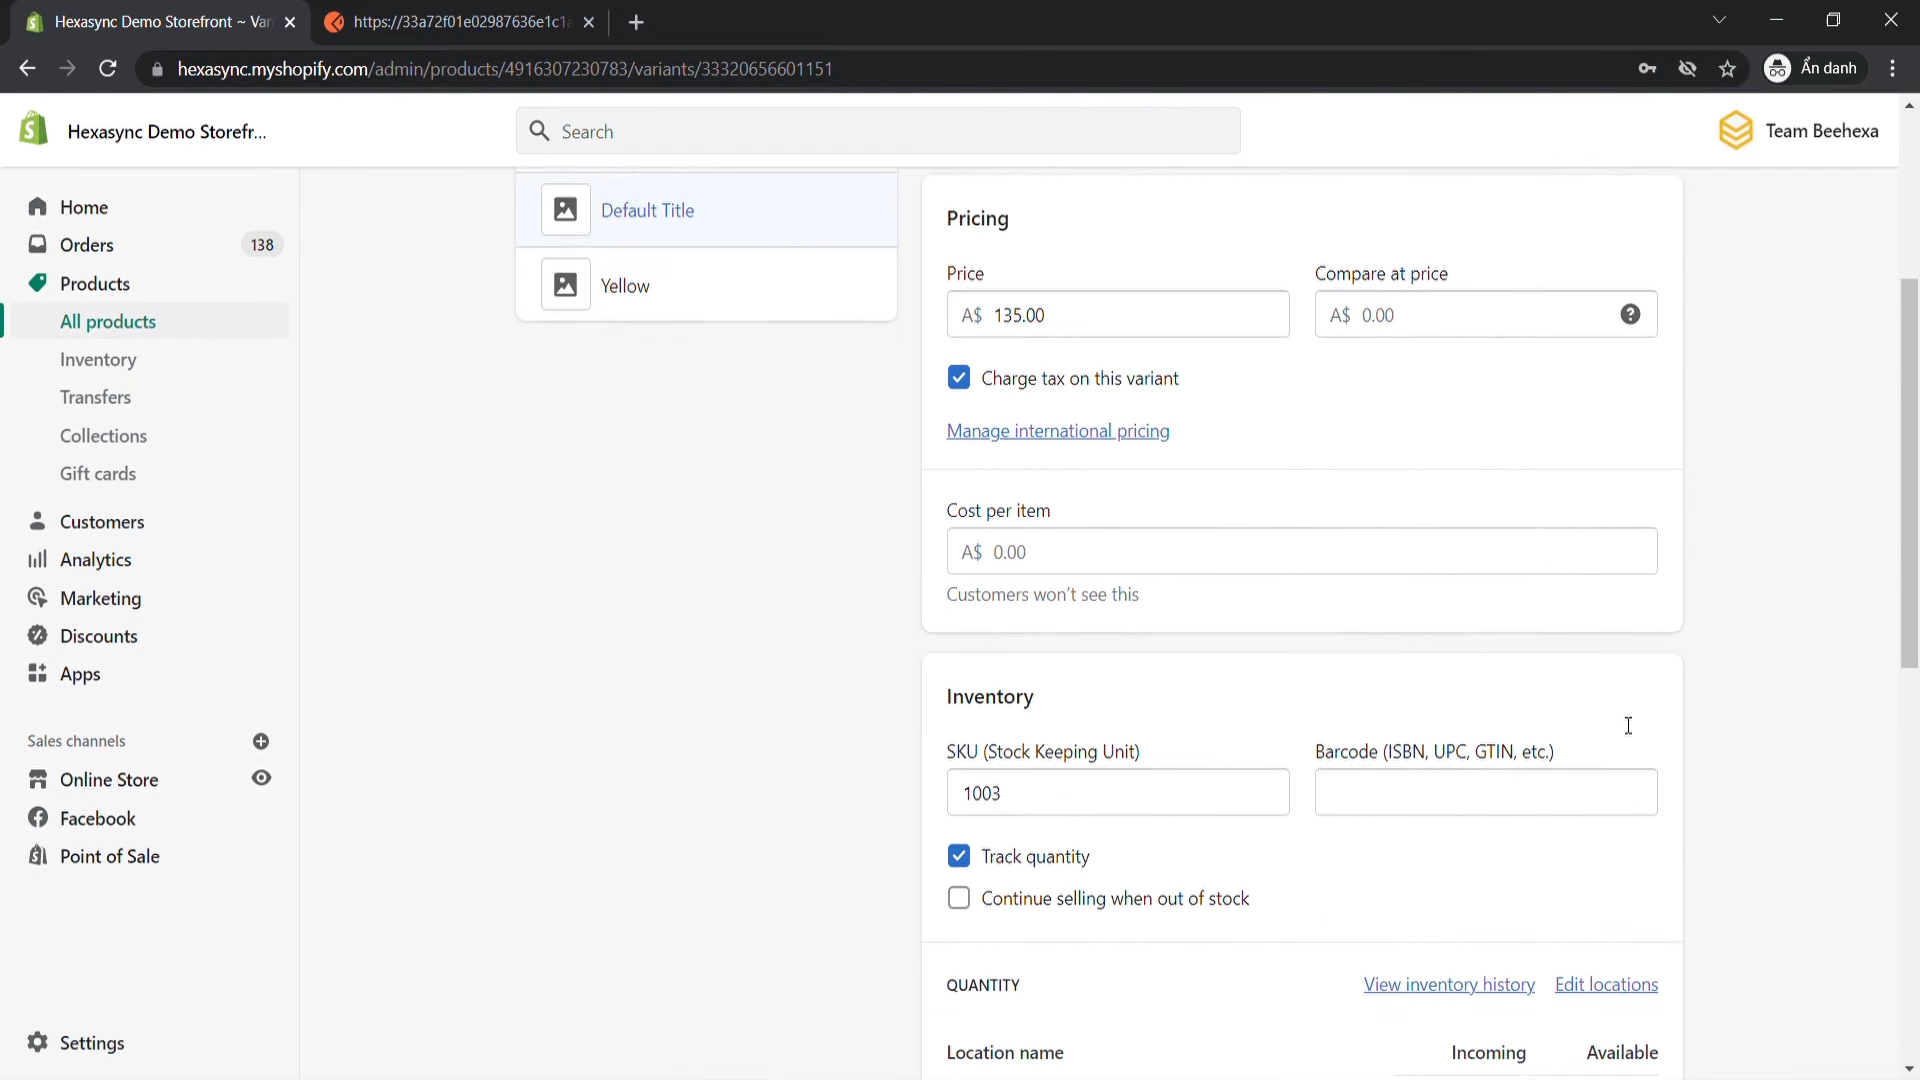 Hexasync Demo Storefront ~ Vari
https://33a72f01e02987636e1c1a
hexasync.myshopify.com/admin/products/4916307230783/variants/33320656601151
Ẩn danh
Hexasync Demo Storefr...
Search
Team Beehexa
Home
Orders
138
Products
All products
Inventory
Transfers
Collections
Gift cards
Customers
Analytics
Marketing
Discounts
Apps
Sales channels
Online Store
Facebook
Point of Sale
Settings
Default Title
Yellow
Pricing
Price
Compare at price
A$ 135.00
A$ 0.00
Charge tax on this variant
Manage international pricing
Cost per item
A$ 0.00
Customers won't see this
Inventory
SKU (Stock Keeping Unit)
Barcode (ISBN, UPC, GTIN, etc.)
1003
Track quantity
Continue selling when out of stock
QUANTITY
View inventory history
Edit locations
Location name
Incoming
Available